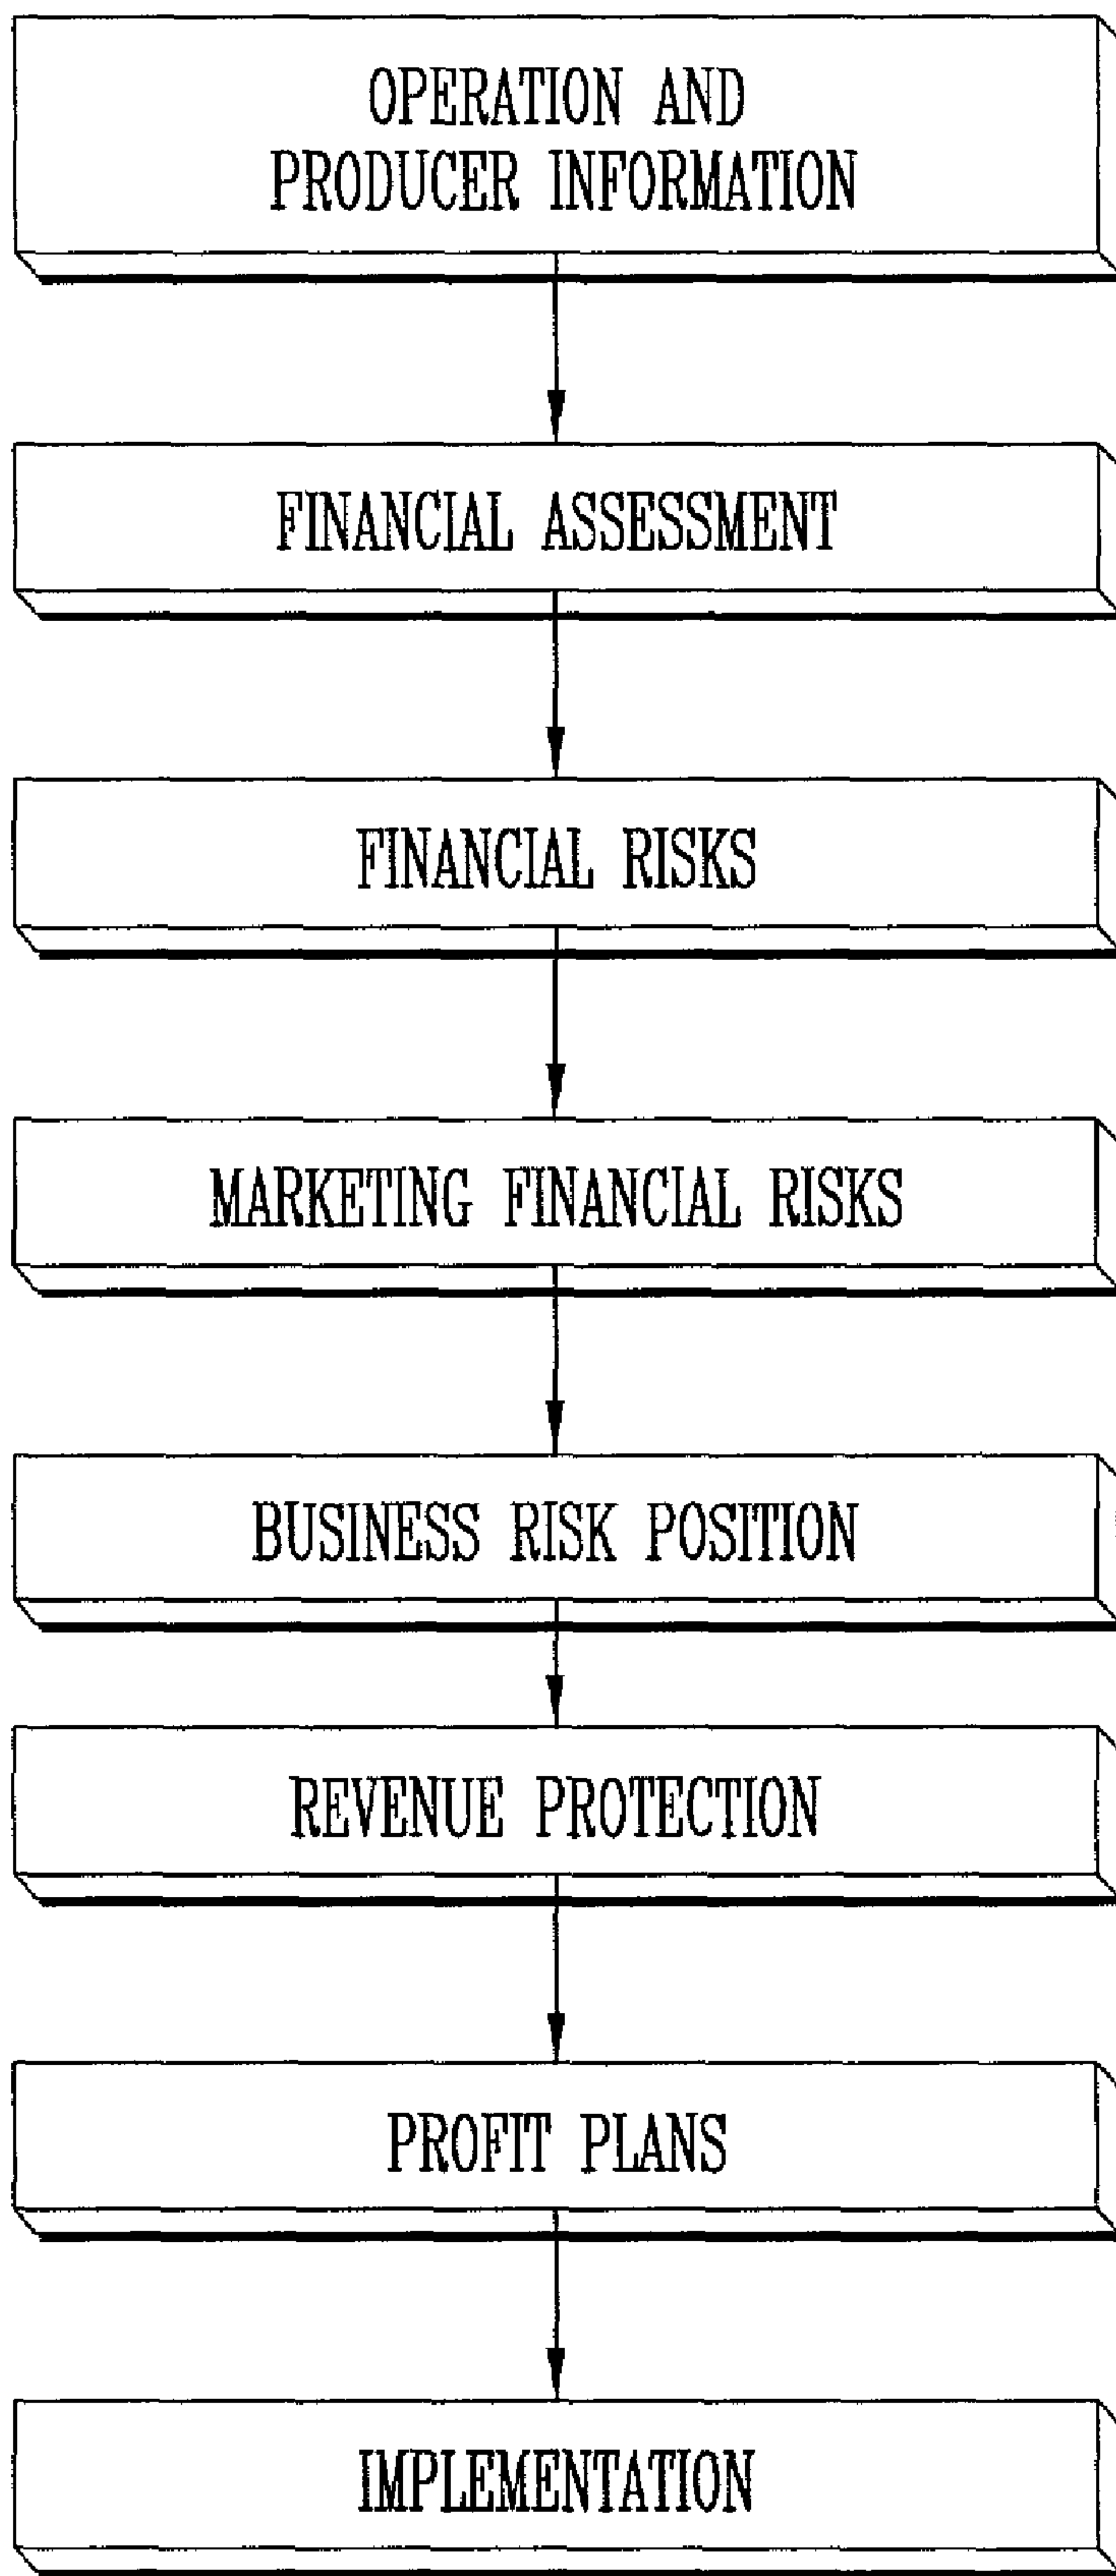 OPERATION AND
PRODUCER INFORMATION
FINANCIAL ASSESSMENT
FINANCIAL RISKS
MARKETING FINANCIAL RISKS
BUSINESS RISK POSITION
REVENUE PROTECTION
PROFIT PLANS
IMPLEMENTATION